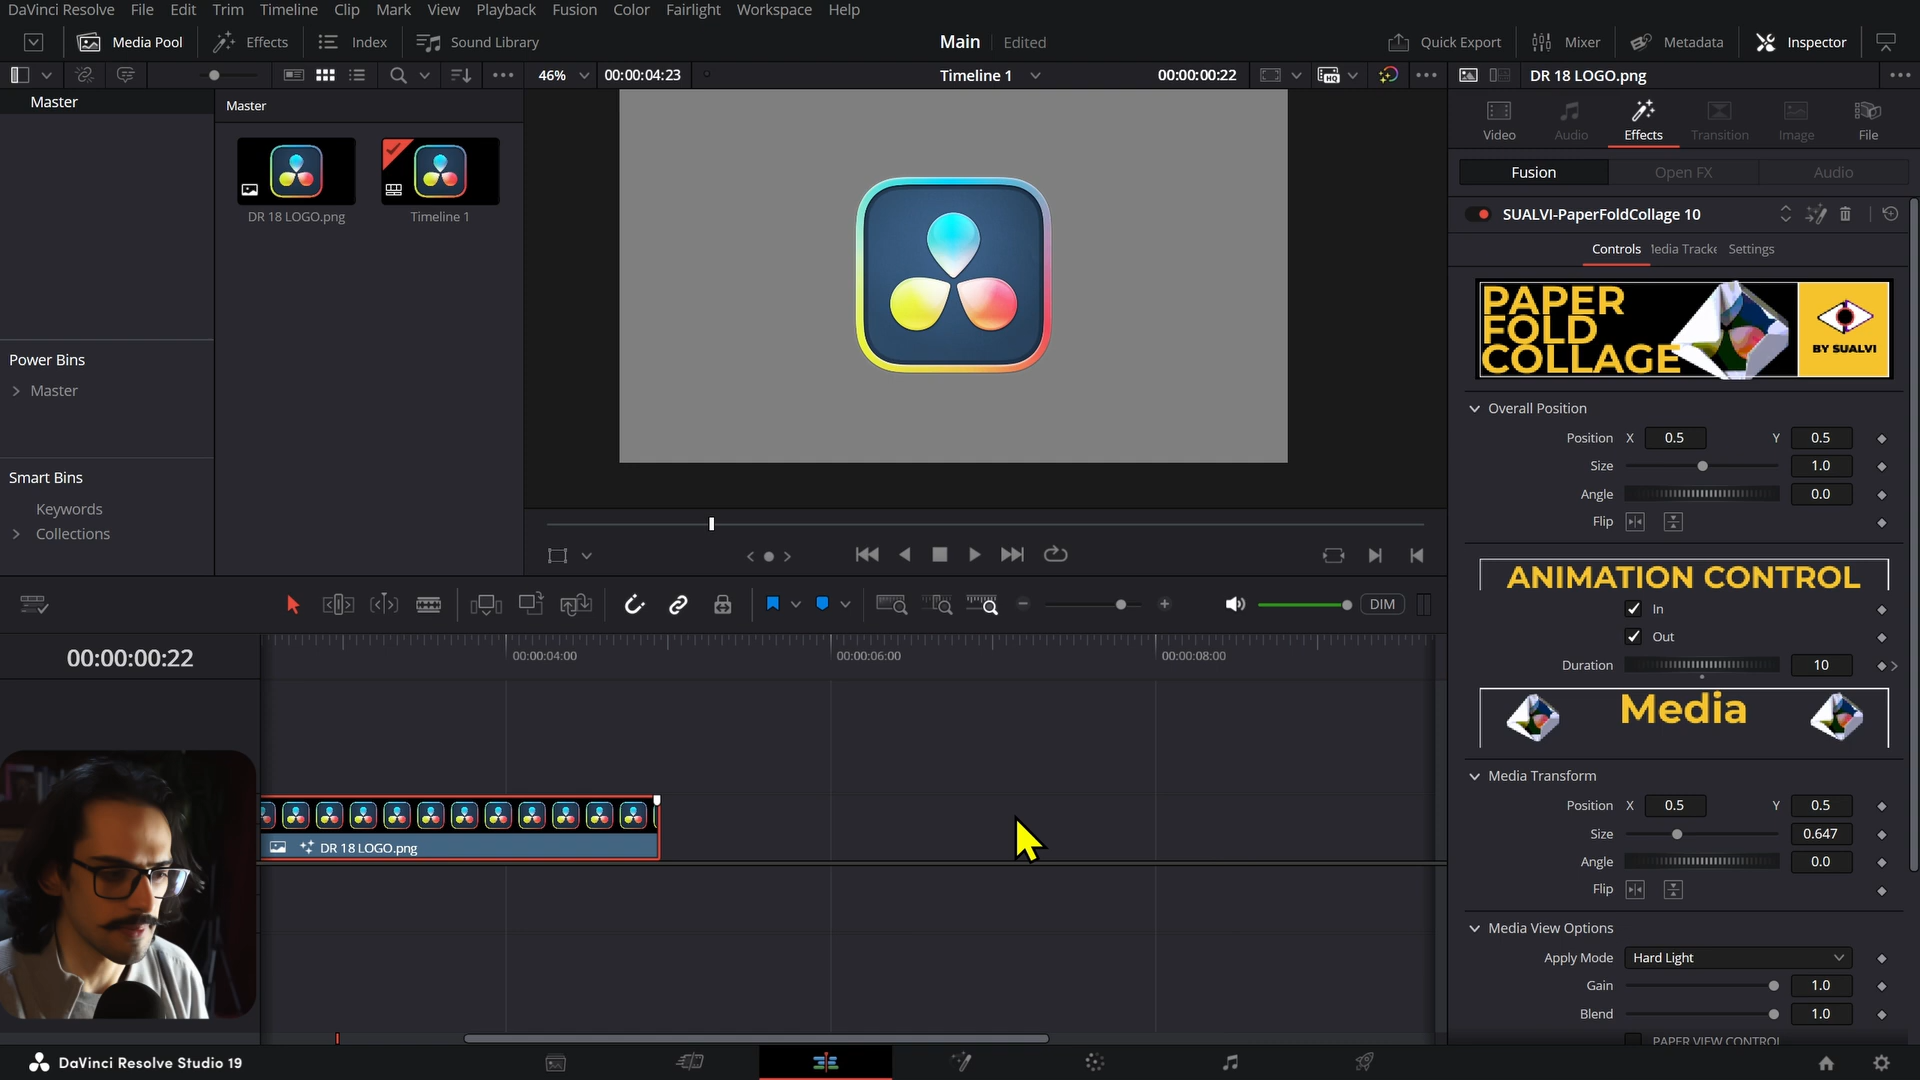 DaVinci Resolve File Edit Trim Timeline Clip Mark View Playback Fusion Color Fairlight Workspace Help
Media Pool Effects Index Sound Library Main Edited Quick Export Mixer Metadata Inspector
46% 00:00:04:23 Timeline 1 00:00:00:22 DR 18 LOGO.png
Master
Master
DR 18 LOGO.png Timeline 1
Power Bins
Master
Smart Bins
Keywords
Collections
Video Audio Effects Transition Image File
Fusion Open FX Audio
SUALVI-PaperFoldCollage 10
Controls Media Tracke Settings
PAPER
FOLD
COLLAGE
BY SUALVI
Overall Position
Position X 0.5 Y 0.5
Size 1.0
Angle 0.0
Flip
ANIMATION CONTROL
In
Out
Duration 10
Media
Media Transform
Position X 0.5 Y 0.5
Size 0.647
Angle 0.0
Flip
Media View Options
Apply Mode Hard Light
Gain 1.0
Blend 1.0
PAPER VIEW CONTROL
DIM
00:00:00:22
00:00:04:00 00:00:06:00 00:00:08:00
DR 18 LOGO.png
DaVinci Resolve Studio 19